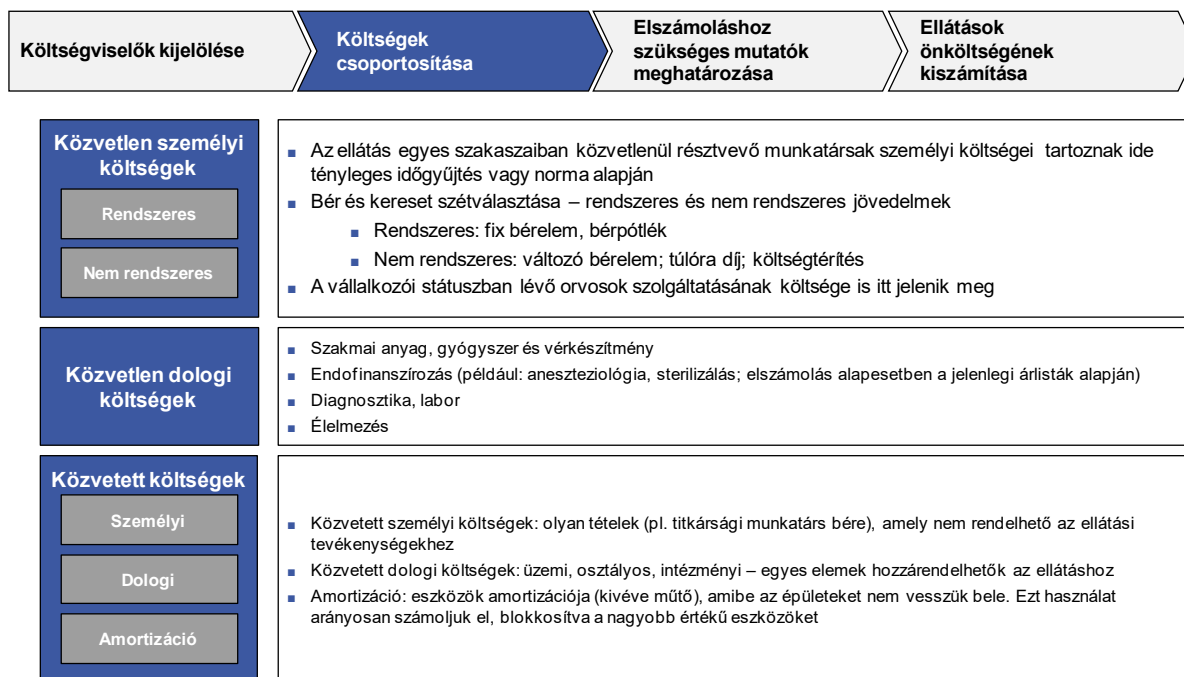 Költségviselők kijelölése
Költségek
csoportosítása
Elszámoláshoz
szükséges mutatók
meghatározása
Ellátások
önköltségének
kiszámítása
Közvetlen személyi
költségek
Rendszeres
Nem rendszeres
Az ellátás egyes szakaszaiban közvetlenül résztvevő munkatársak személyi költségei tartoznak ide
tényleges időgyűjtés vagy norma alapján
Bér és kereset szétválasztása – rendszeres és nem rendszeres jövedelmek
Rendszeres: fix bérelem, bérpótlék
Nem rendszeres: változó bérelem; túlóra díj; költségtérítés
A vállalkozói státuszban lévő orvosok szolgáltatásának költsége is itt jelenik meg
Közvetlen dologi
költségek
Szakmai anyag, gyógyszer és vérkészítmény
Endofinanszírozás (például: aneszteziológia, sterilizálás; elszámolás alapesetben a jelenlegi árlisták alapján)
Diagnosztika, labor
Élelmezés
Közvetett költségek
Személyi
Dologi
Amortizáció
Közvetett személyi költségek: olyan tételek (pl. titkársági munkatárs bére), amely nem rendelhető az ellátási
tevékenységekhez
Közvetett dologi költségek: üzemi, osztályos, intézményi – egyes elemek hozzárendelhetők az ellátáshoz
Amortizáció: eszközök amortizációja (kivéve műtő), amibe az épületeket nem vesszük bele. Ezt használat
arányosan számoljuk el, blokkosítva a nagyobb értékű eszközöket